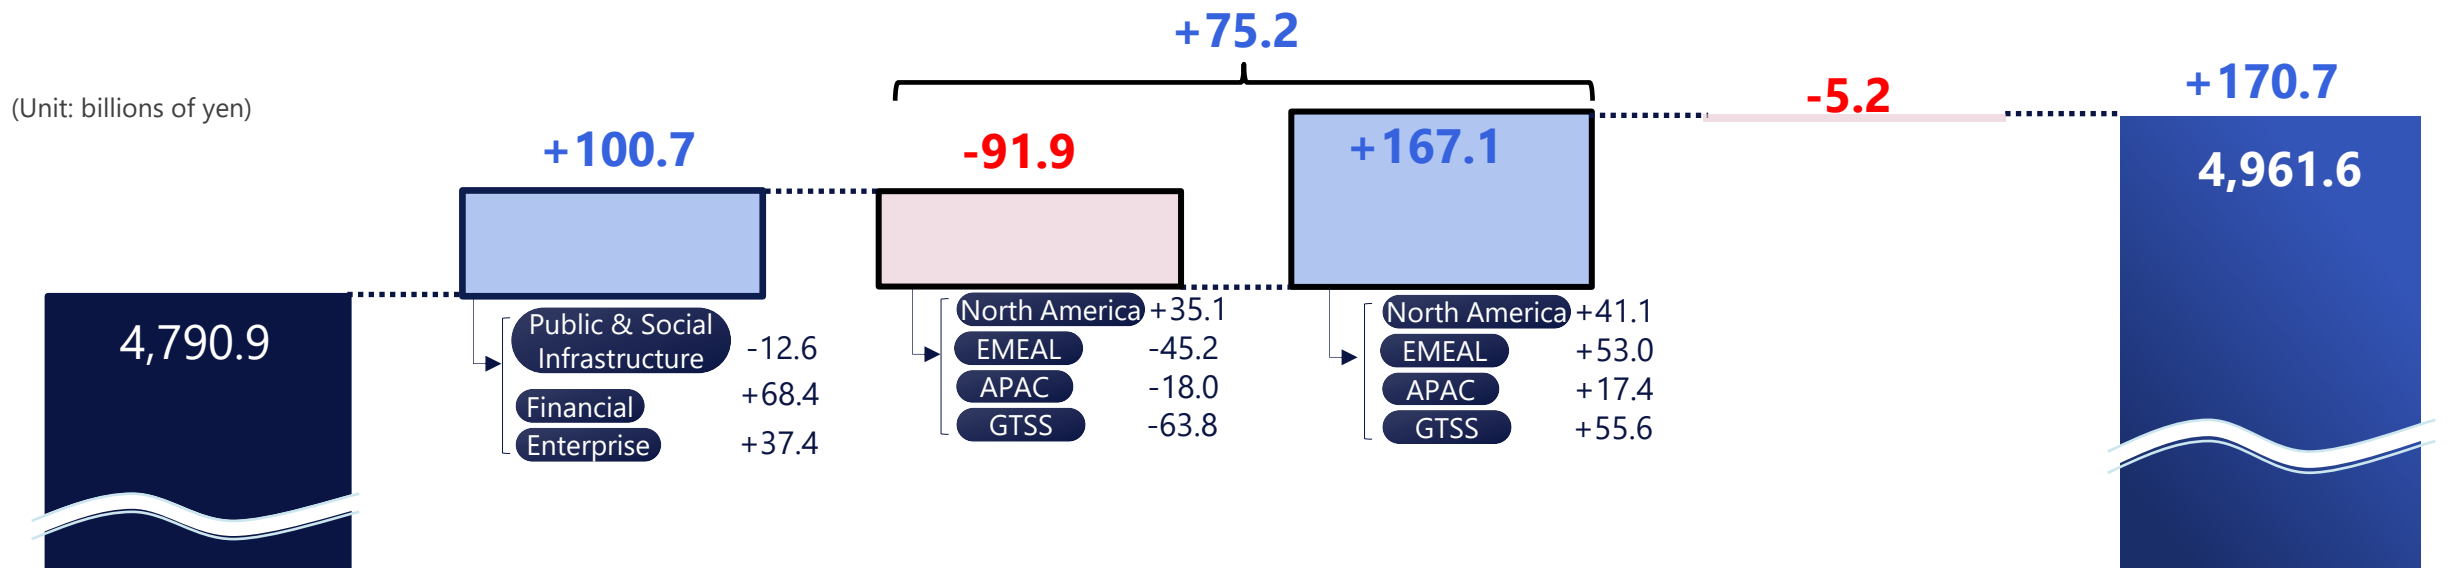 +75.2
(Unit: billions of yen)
+100.7
-91.9
+167.1
-5.2
+170.7
4,961.6
4,790.9
Public & Social
Infrastructure -12.6
Financial +68.4
Enterprise +37.4
North America +35.1
EMEAL -45.2
APAC -18.0
GTSS -63.8
North America +41.1
EMEAL +53.0
APAC +17.4
GTSS +55.6